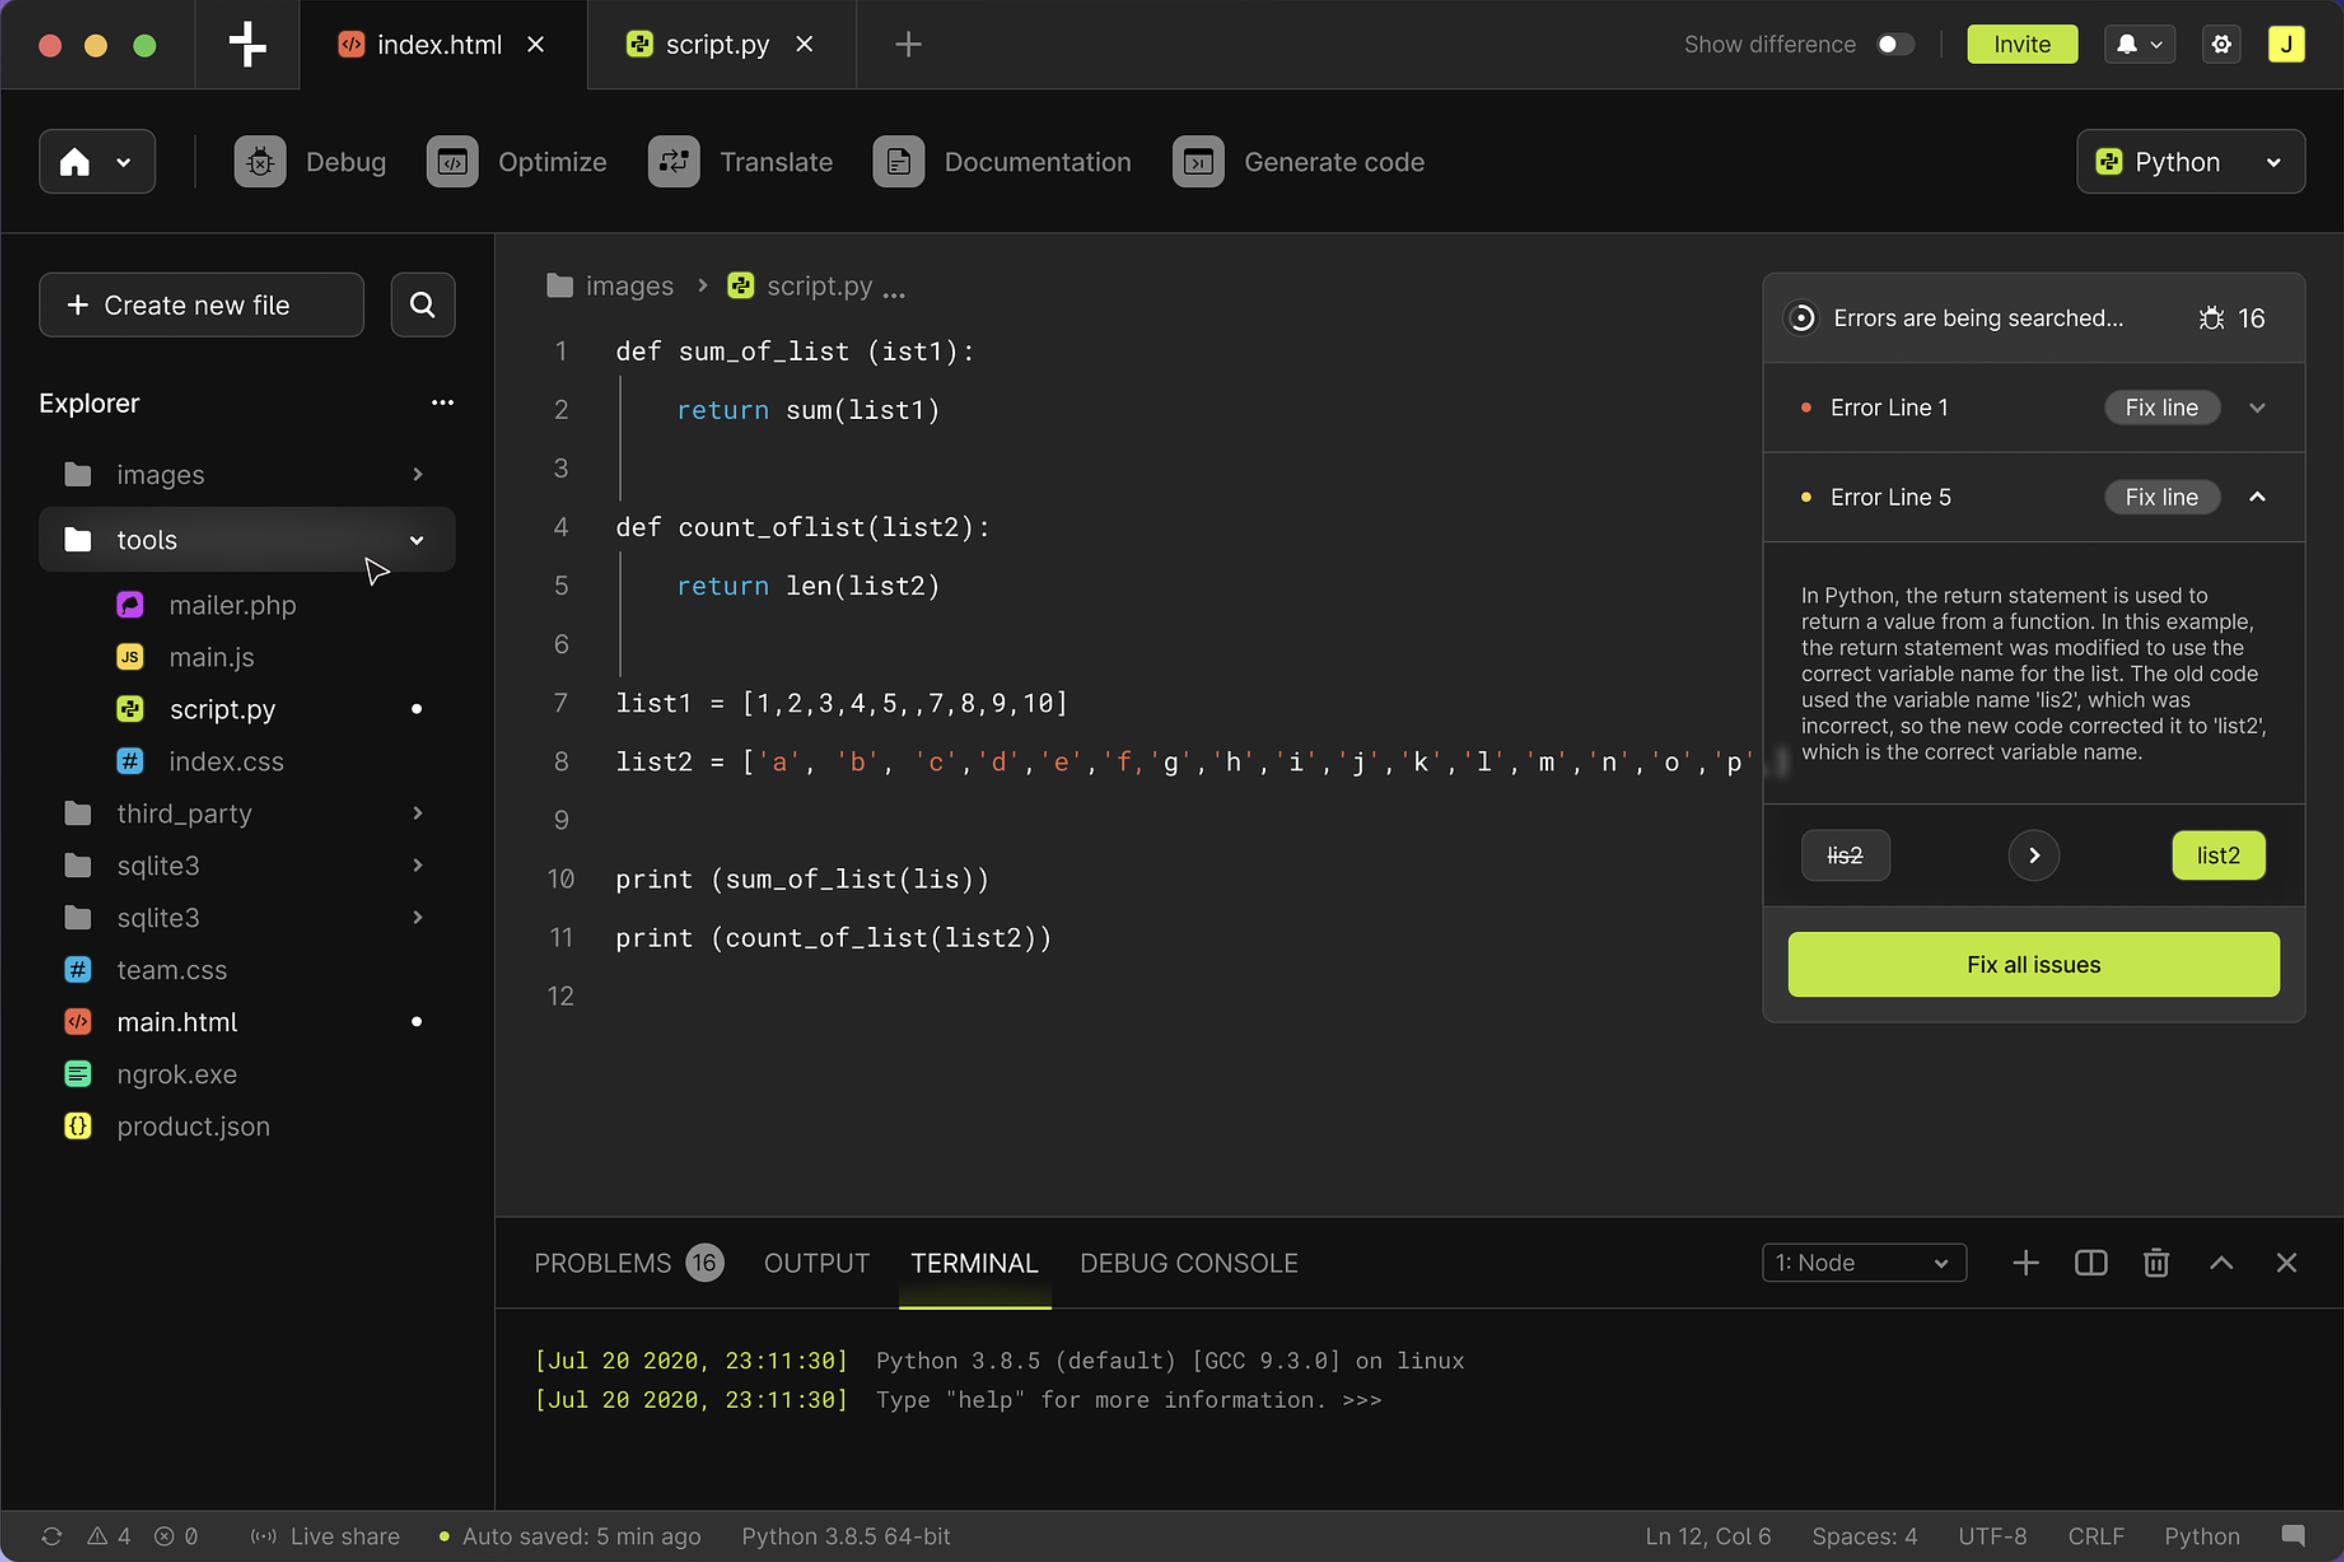 index.html
script.py
Show difference
Invite
J
Debug
Optimize
Translate
Documentation
Generate code
Python
Create new file
Explorer
images
tools
mailer.php
JS main.js
script.py
# index.css
third_party
sqlite3
sqlite3
# team.css
</> main.html
ngrok.exe
{} product.json
images > script.py ...
1 def sum_of_list (ist1):
2 return sum(list1)
3
4 def count_oflist(list2):
5 return len(list2)
6
7 list1 = [1,2,3,4,5,,7,8,9,10]
8 list2 = ['a', 'b', 'c','d','e','f,'g','h','i','j','k','l','m','n','o','p'
9
10 print (sum_of_list(lis))
11 print (count_of_list(list2))
12
Errors are being searched...
16
Error Line 1
Fix line
Error Line 5
Fix line
In Python, the return statement is used to
return a value from a function. In this example,
the return statement was modified to use the
correct variable name for the list. The old code
used the variable name 'lis2', which was
incorrect, so the new code corrected it to 'list2',
which is the correct variable name.
lis2
list2
Fix all issues
PROBLEMS 16
OUTPUT
TERMINAL
DEBUG CONSOLE
1: Node
[Jul 20 2020, 23:11:30] Python 3.8.5 (default) [GCC 9.3.0] on linux
[Jul 20 2020, 23:11:30] Type "help" for more information. >>>
4
0
Live share
Auto saved: 5 min ago
Python 3.8.5 64-bit
Ln 12, Col 6
Spaces: 4
UTF-8
CRLF
Python